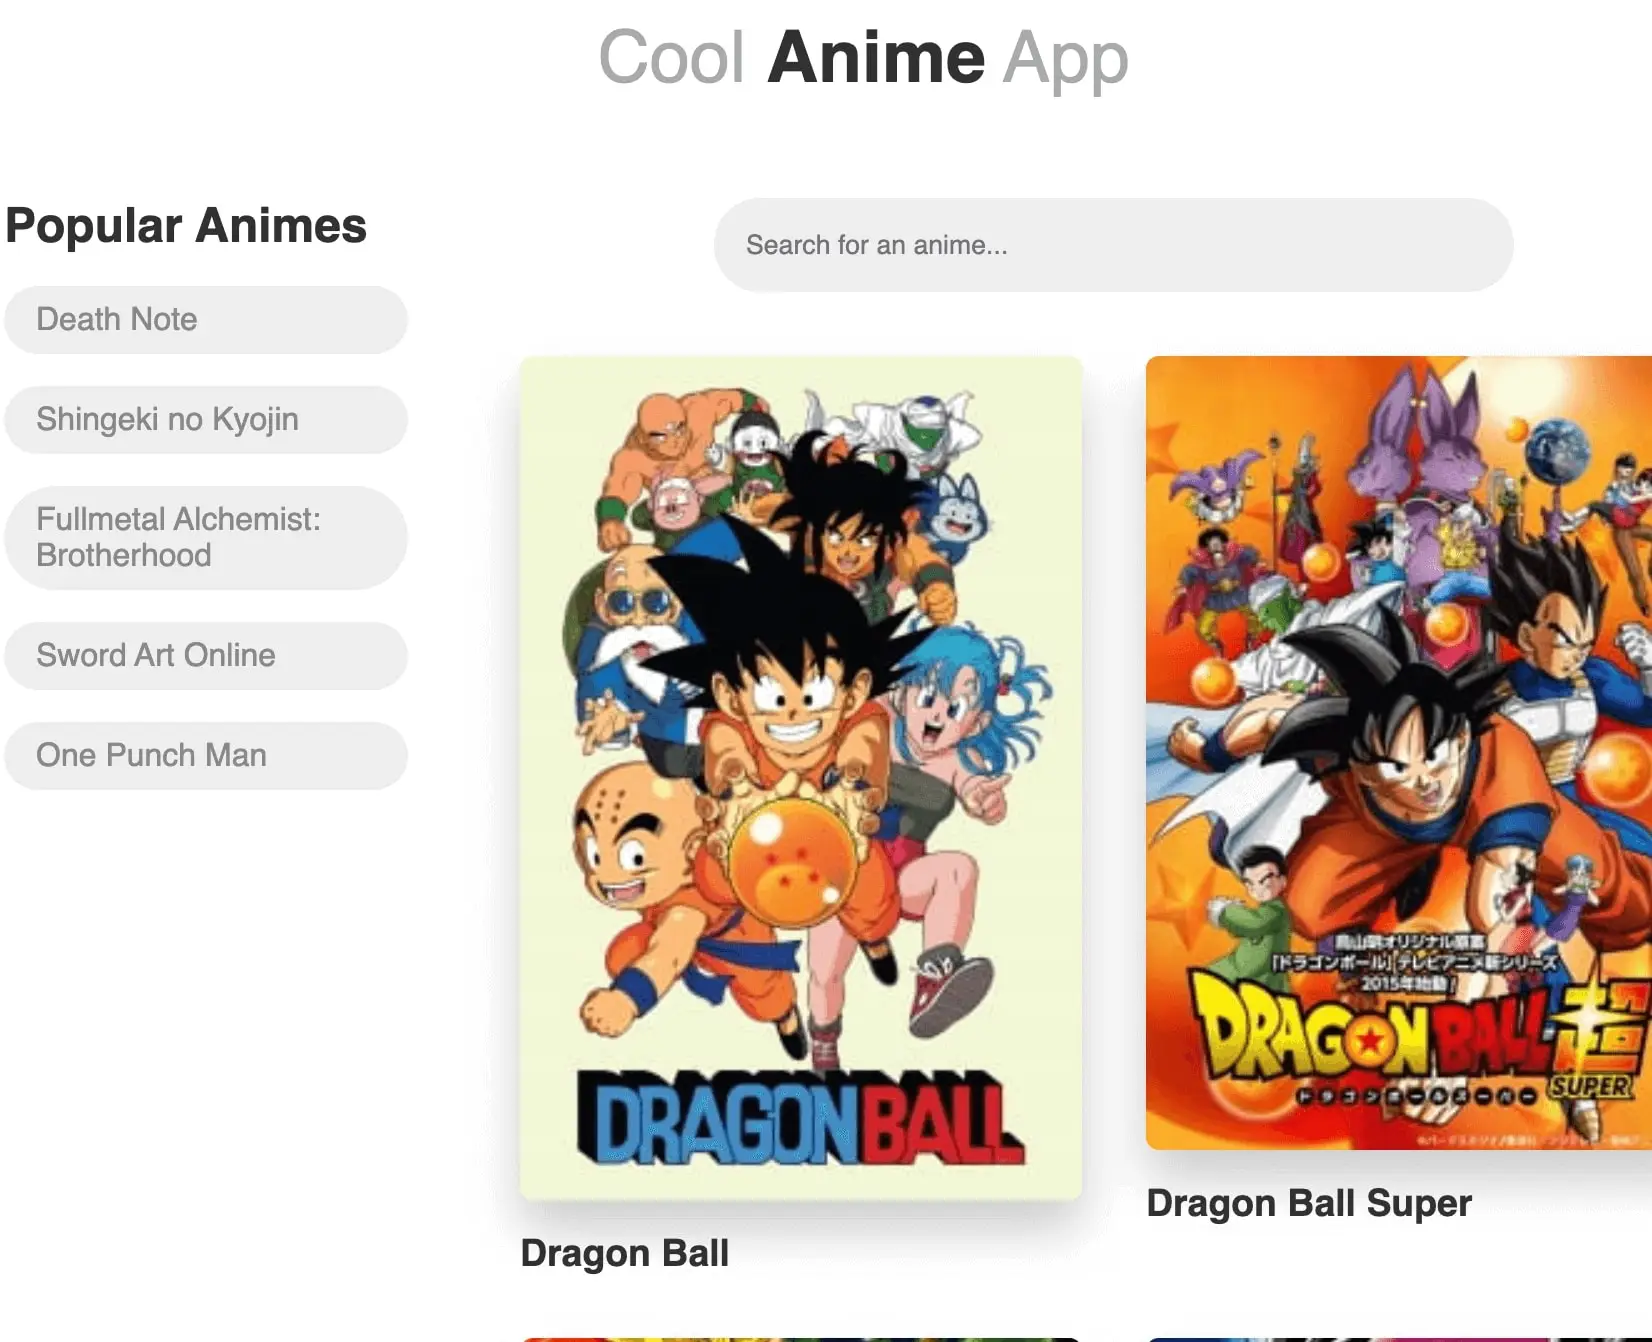 Cool Anime App
Popular Animes
Search for an anime...
Death Note
Shingeki no Kyojin
Fullmetal Alchemist:
Brotherhood
Sword Art Online
One Punch Man
DRAGON BALL
鳥山明オリジナル原案
「ドラゴンボール」テレビアニメ新シリーズ
2015年始動!
DRAGON BALL 超
SUPER
ドラゴンボールスーパー
Dragon Ball Super
Dragon Ball